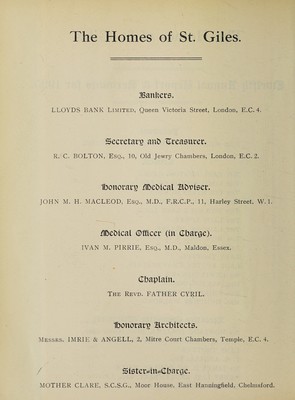 The Homes of St. Giles.
Bankers.
LLOYDS BANK LIMITED, Queen Victoria Street, London, E.C. 4.
Secretary and Treasurer.
R. C. BOLTON, ESQ., 10, Old Jewry Chambers, London, E.C. 2.
Honorary Medical Adviser.
JOHN M. H. MACLEOD, ESQ., M.D., F.R.C.P., 11, Harley Street, W. 1.
Medical Officer (in Charge).
IVAN M. PIRRIE, ESQ., M.D., Maldon, Essex.
Chaplain.
THE REVD. FATHER CYRIL.
Honorary Architects.
MESSRS. IMRIE & ANGELL, 2, Mitre Court Chambers, Temple, E.C. 4.
Sister-in-Charge.
MOTHER CLARE, S.C.S.G., Moor House, East Hanningfield, Chelmsford.